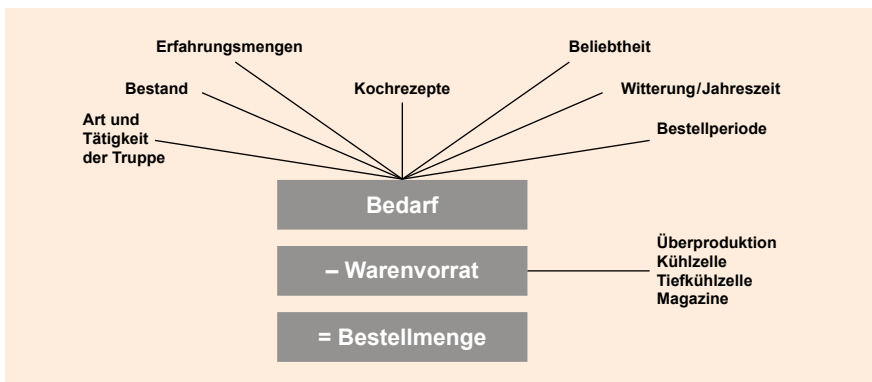 Erfahrungsmengen
Beliebtheit
Bestand
Kochrezepte
Witterung/Jahreszeit
Art und
Tätigkeit
der Truppe
Bestellperiode
Bedarf
– Warenvorrat
Überproduktion
Kühlzelle
Tiefkühlzelle
Magazine
= Bestellmenge